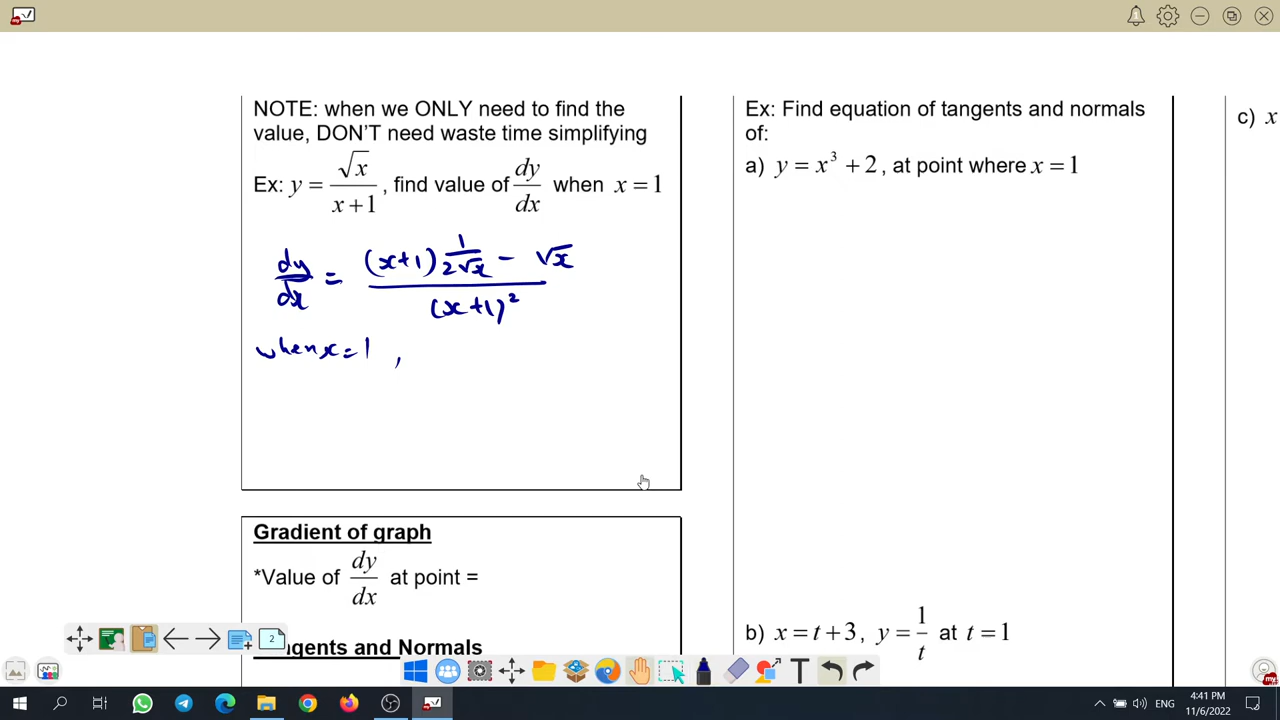 NOTE: when we ONLY need to find the
value, DON'T need waste time simplifying
Ex: y = √x / (x + 1), find value of dy/dx when x = 1
dy/dx = ((x+1) 1/(2√x) − √x) / (x+1)²
when x = 1 ,
Gradient of graph
*Value of dy/dx at point =
ngents and Normals
Ex: Find equation of tangents and normals
of:
a) y = x³ + 2, at point where x = 1
b) x = t + 3, y = 1/t at t = 1
c) x
2
ENG
4:41 PM
11/6/2022